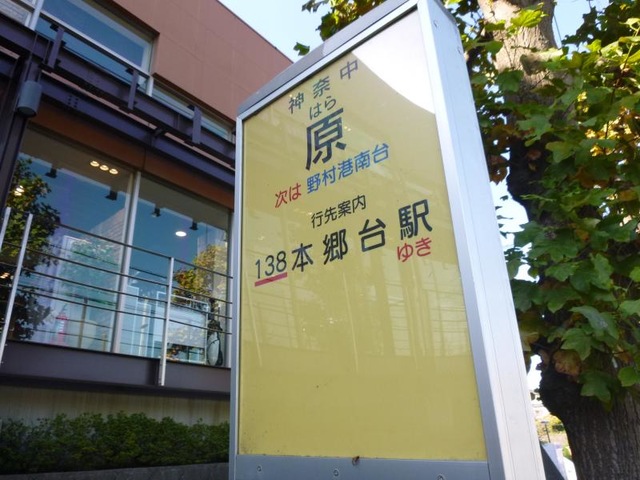 神奈中
はら
原
次は 野村港南台
行先案内
138 本郷台駅
ゆき